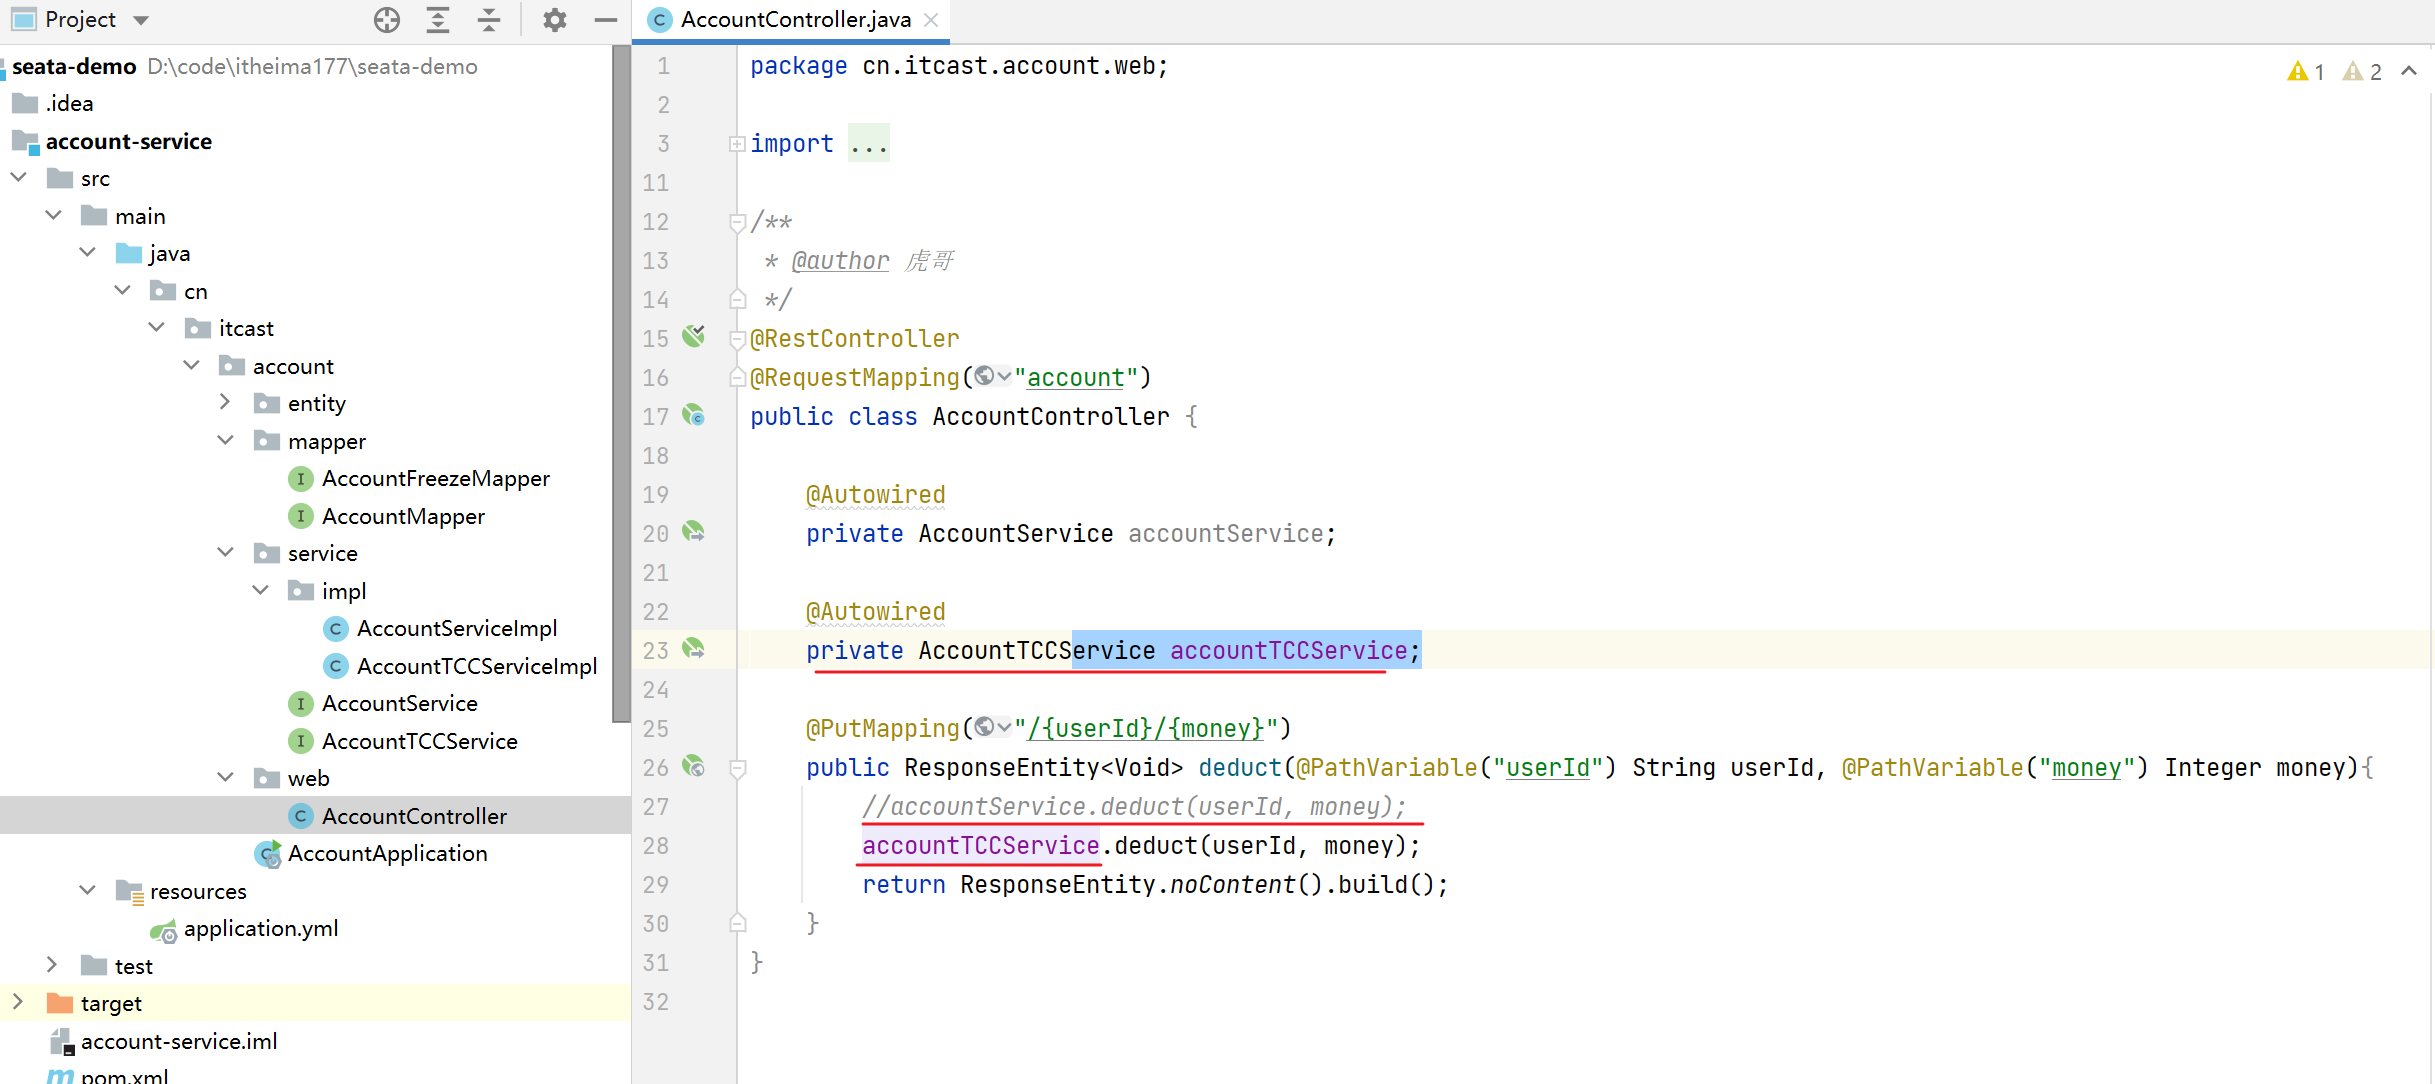 Project
seata-demo D:\code\itheima177\seata-demo
.idea
account-service
src
main
java
cn
itcast
account
entity
mapper
AccountFreezeMapper
AccountMapper
service
impl
AccountServiceImpl
AccountTCCServiceImpl
AccountService
AccountTCCService
web
AccountController
AccountApplication
resources
application.yml
test
target
account-service.iml
pom.xml
AccountController.java
1 2
1 package cn.itcast.account.web;
2
3 import ...
11
12 /**
13 * @author 虎哥
14 */
15 @RestController
16 @RequestMapping("account")
17 public class AccountController {
18
19 @Autowired
20 private AccountService accountService;
21
22 @Autowired
23 private AccountTCCService accountTCCService;
24
25 @PutMapping("/{userId}/{money}")
26 public ResponseEntity<Void> deduct(@PathVariable("userId") String userId, @PathVariable("money") Integer money){
27 //accountService.deduct(userId, money);
28 accountTCCService.deduct(userId, money);
29 return ResponseEntity.noContent().build();
30 }
31 }
32